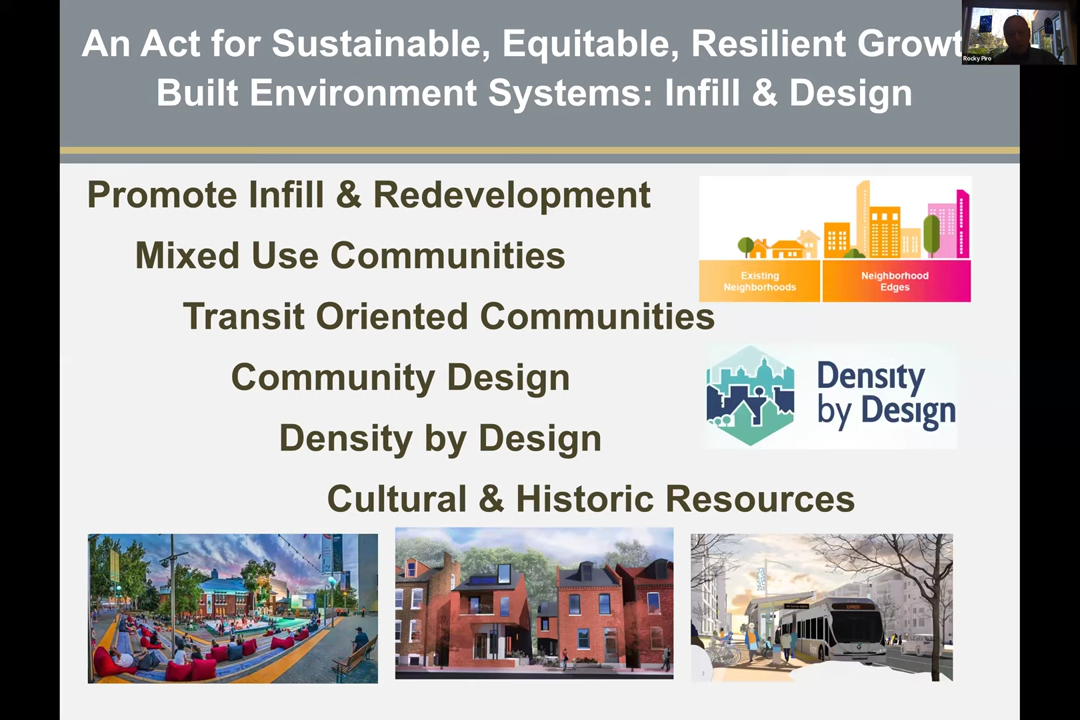 An Act for Sustainable, Equitable, Resilient Growt
Built Environment Systems: Infill & Design
Rocky Piro
Promote Infill & Redevelopment
Mixed Use Communities
Transit Oriented Communities
Community Design
Density by Design
Cultural & Historic Resources
Existing
Neighborhoods
Neighborhood
Edges
Density
by Design